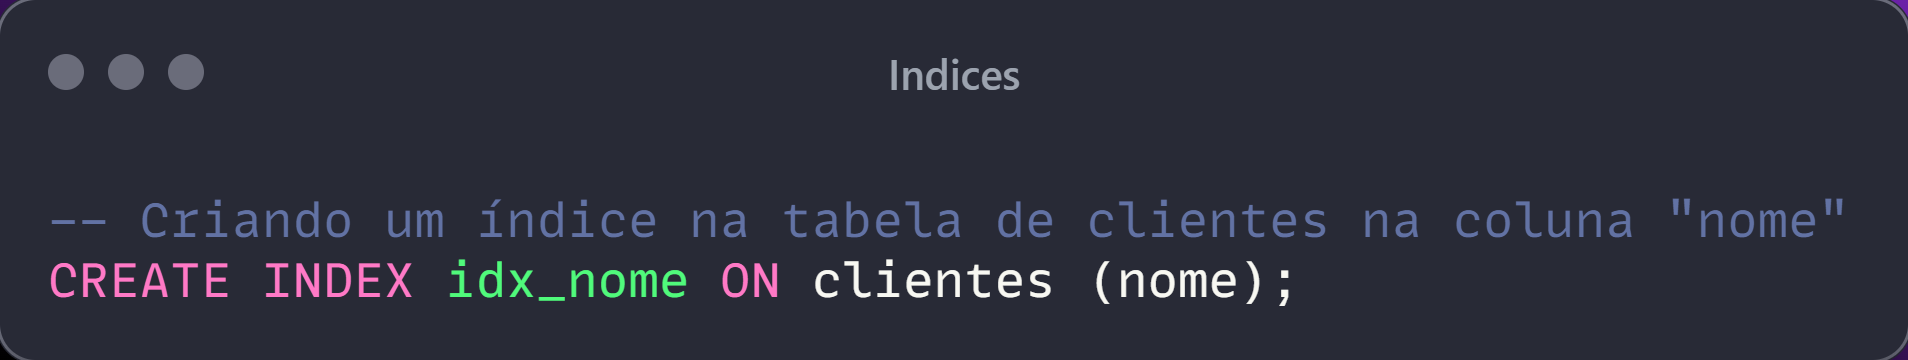 Indices
-- Criando um índice na tabela de clientes na coluna "nome"
CREATE INDEX idx_nome ON clientes (nome);